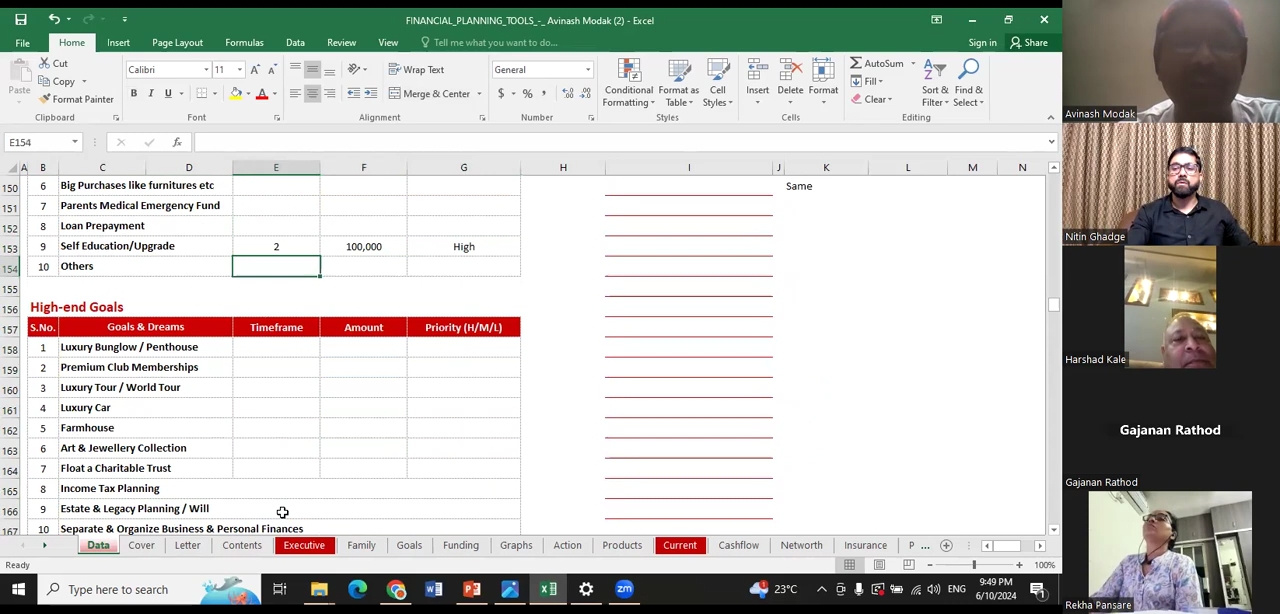 FINANCIAL_PLANNING_TOOLS_-_ Avinash Modak (2) - Excel
File Home Insert Page Layout Formulas Data Review View Tell me what you want to do... Sign in Share
Cut
Copy
Format Painter
Paste
Clipboard
Calibri 11
B I U
Font
Wrap Text
Merge & Center
Alignment
General
$ % ,
Number
Conditional Formatting
Format as Table
Cell Styles
Styles
Insert Delete Format
Cells
AutoSum
Fill
Clear
Sort & Filter
Find & Select
Editing
E154 fx
A B C D E F G H I J K L M N
150 6 Big Purchases like furnitures etc Same
151 7 Parents Medical Emergency Fund
152 8 Loan Prepayment
153 9 Self Education/Upgrade 2 100,000 High
154 10 Others
155
156 High-end Goals
157 S.No. Goals & Dreams Timeframe Amount Priority (H/M/L)
158 1 Luxury Bunglow / Penthouse
159 2 Premium Club Memberships
160 3 Luxury Tour / World Tour
161 4 Luxury Car
162 5 Farmhouse
163 6 Art & Jewellery Collection
164 7 Float a Charitable Trust
165 8 Income Tax Planning
166 9 Estate & Legacy Planning / Will
167 10 Separate & Organize Business & Personal Finances
Data Cover Letter Contents Executive Family Goals Funding Graphs Action Products Current Cashflow Networth Insurance P ...
Ready 100%
Type here to search 23°C ENG 9:49 PM 6/10/2024
Avinash Modak
Nitin Ghadge
Harshad Kale
Gajanan Rathod
Gajanan Rathod
Rekha Pansare